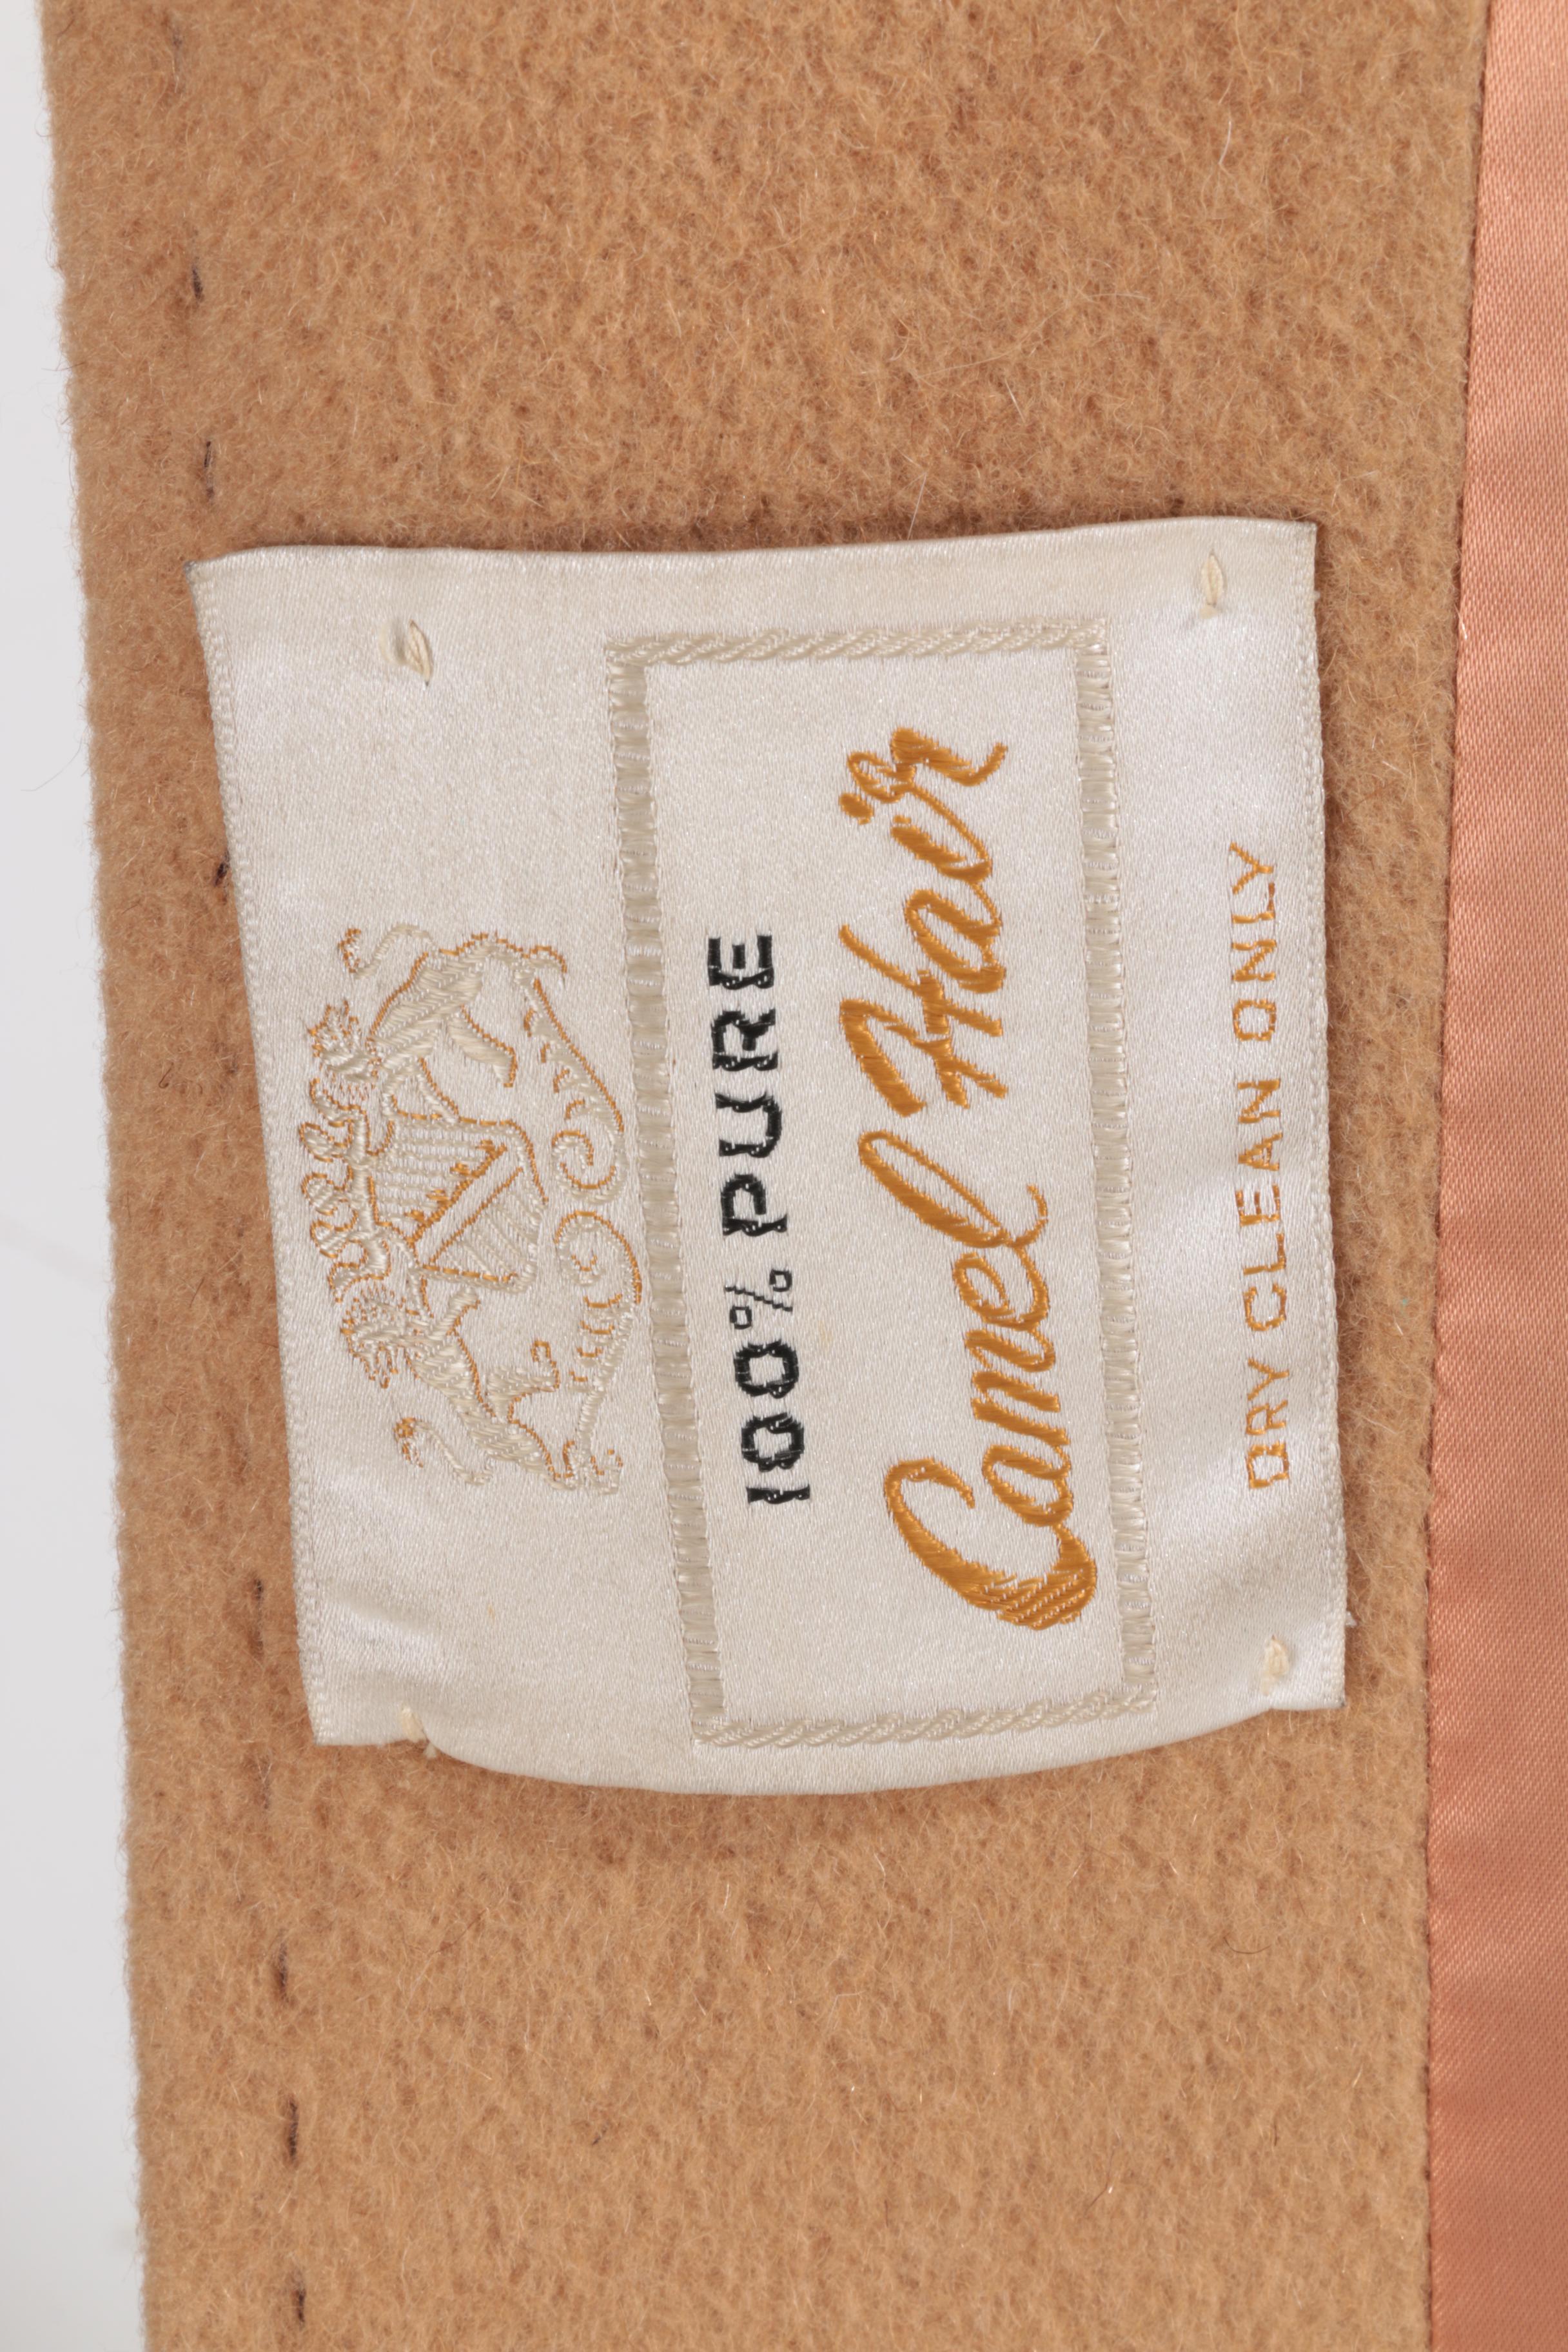 100% PURE
Camel Hair
DRY CLEAN ONLY